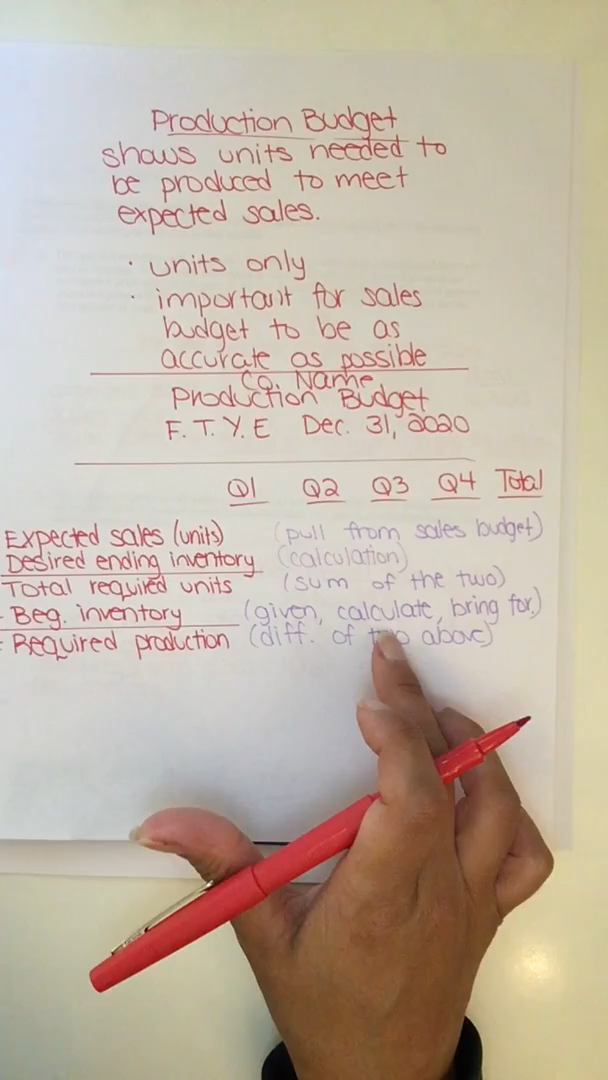 Production Budget
shows units needed to
be produced to meet
expected sales.
· units only
· important for sales
budget to be as
accurate as possible
Co. Name
Production Budget
F. T. Y. E Dec. 31, 2020
Q1 Q2 Q3 Q4 Total
Expected sales (units) (pull from sales budget)
Desired ending inventory (calculation)
Total required units (sum of the two)
- Beg. inventory (given, calculate, bring for,)
- Required production (diff. of two above)